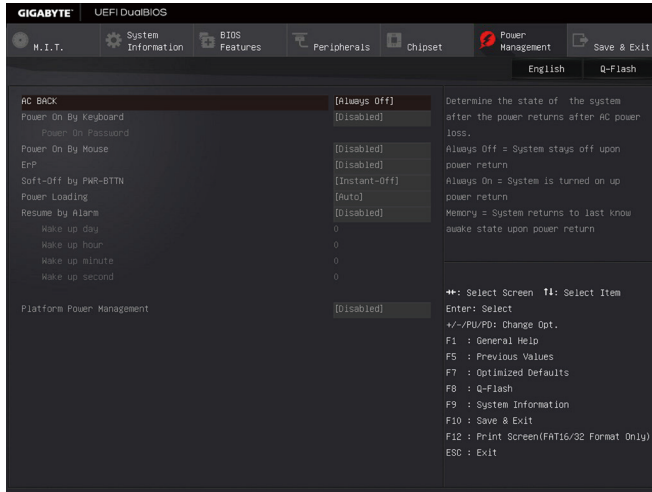 GIGABYTE™ UEFI DualBIOS
M.I.T.
System Information
BIOS Features
Peripherals
Chipset
Power Management
Save & Exit
English Q-Flash
AC BACK [Always Off]
Power On By Keyboard [Disabled]
Power On Password
Power On By Mouse [Disabled]
ErP [Disabled]
Soft-Off by PWR-BTTN [Instant-Off]
Power Loading [Auto]
Resume by Alarm [Disabled]
Wake up day 0
Wake up hour 0
Wake up minute 0
Wake up second 0
Platform Power Management [Disabled]
Determine the state of the system
after the power returns after AC power
loss.
Always Off = System stays off upon
power return
Always On = System is turned on up
power return
Memory = System returns to last know
awake state upon power return
→←: Select Screen ↑↓: Select Item
Enter: Select
+/-/PU/PD: Change Opt.
F1 : General Help
F5 : Previous Values
F7 : Optimized Defaults
F8 : Q-Flash
F9 : System Information
F10 : Save & Exit
F12 : Print Screen(FAT16/32 Format Only)
ESC : Exit